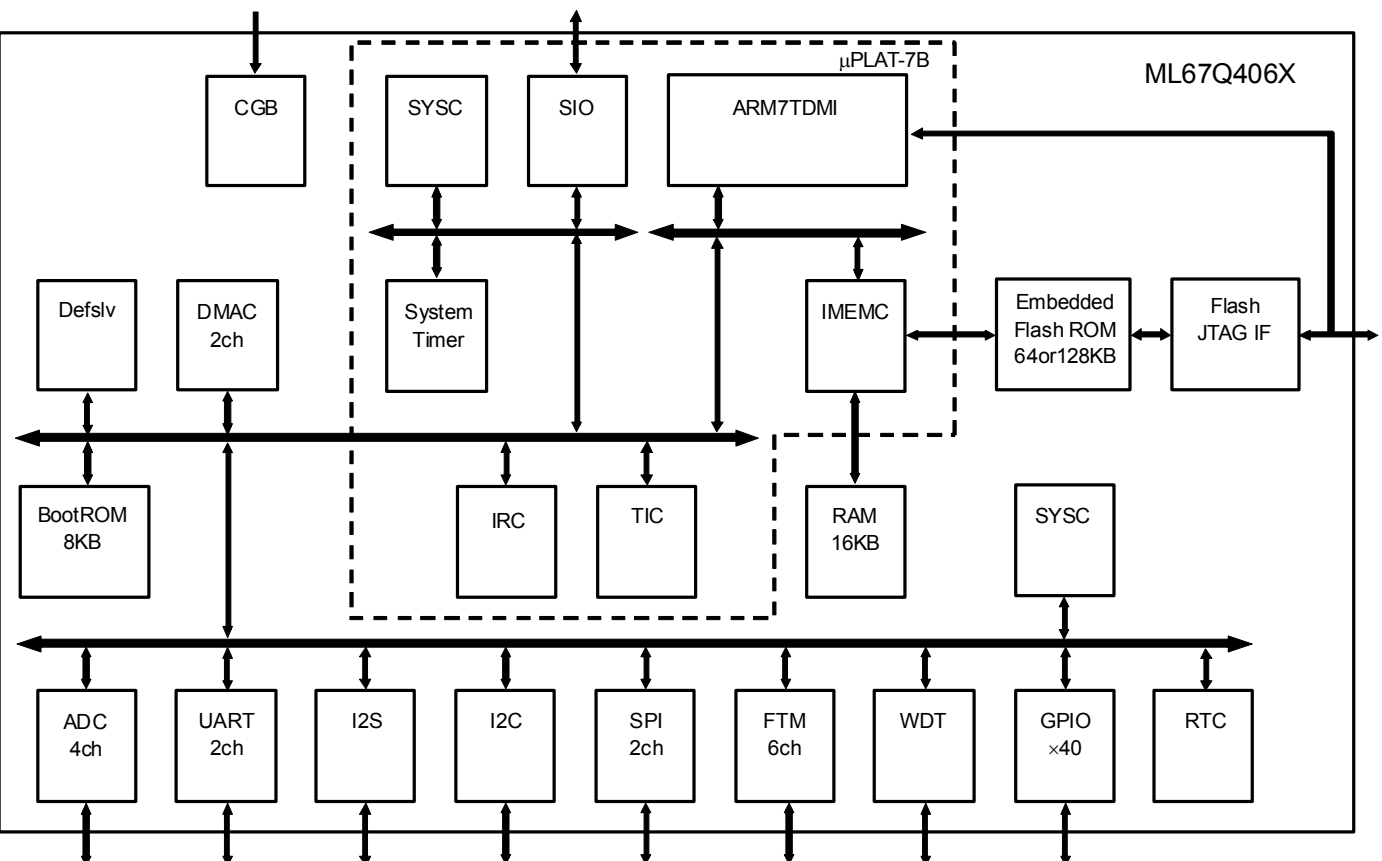 µPLAT-7B
ML67Q406X
CGB
SYSC
SIO
ARM7TDMI
Defslv
DMAC
2ch
System
Timer
IMEMC
Embedded
Flash ROM
64or128KB
Flash
JTAG IF
BootROM
8KB
IRC
TIC
RAM
16KB
SYSC
ADC
4ch
UART
2ch
I2S
I2C
SPI
2ch
FTM
6ch
WDT
GPIO
×40
RTC